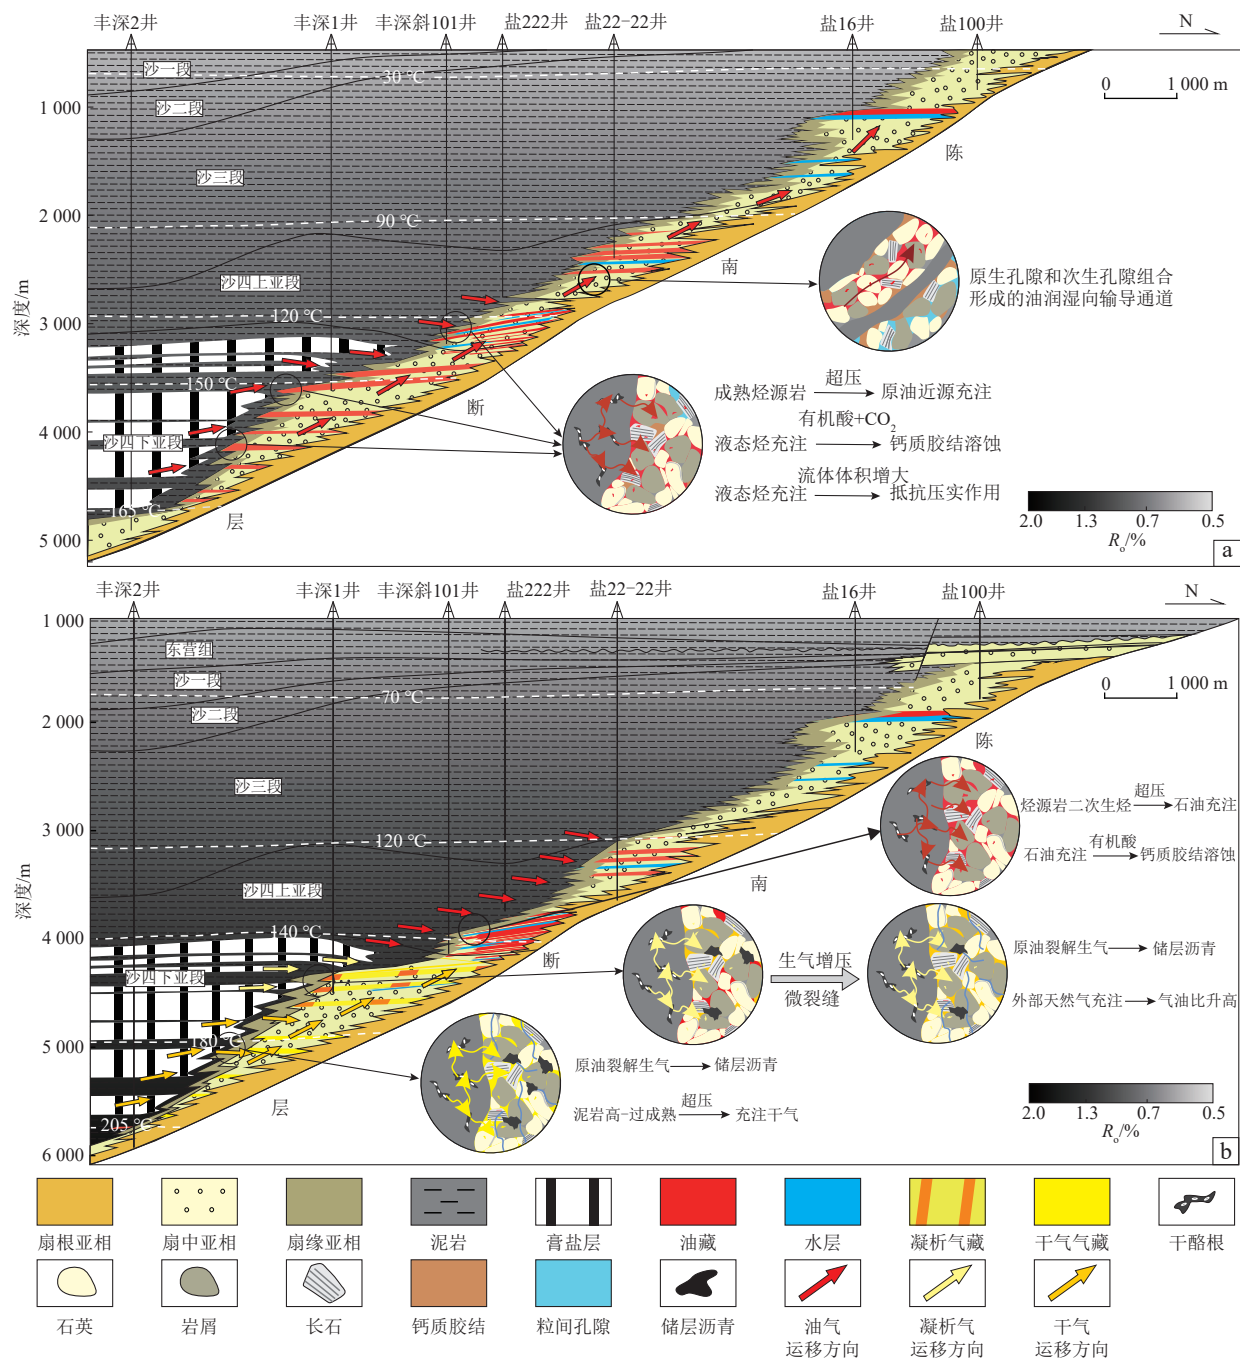 丰深2井
丰深1井
丰深斜101井
盐222井
盐22-22井
盐16井
盐100井
N
沙一段
30 ℃
0 1 000 m
1 000
沙二段
陈
沙三段
2 000
90 ℃
南
原生孔隙和次生孔隙组合
形成的油润湿向输导通道
沙四上亚段
深度/m
3 000
120 ℃
150 ℃
断
成熟烃源岩 超压 原油近源充注
有机酸+CO2
液态烃充注 钙质胶结溶蚀
流体体积增大
液态烃充注 抵抗压实作用
4 000
沙四下亚段
165 ℃
层
5 000
2.0 1.3 0.7 0.5
Ro/%
a
丰深2井
丰深1井
丰深斜101井
盐222井
盐22-22井
盐16井
盐100井
N
1 000
东营组
沙一段
70 ℃
0 1 000 m
沙二段
2 000
陈
沙三段
超压
烃源岩二次生烃 石油充注
有机酸
石油充注 钙质胶结溶蚀
3 000
120 ℃
南
沙四上亚段
深度/m
4 000
140 ℃
断
生气增压
微裂缝
原油裂解生气 储层沥青
外部天然气充注 气油比升高
沙四下亚段
5 000
180 ℃
原油裂解生气 储层沥青
超压
泥岩高-过成熟 充注干气
层
205 ℃
6 000
2.0 1.3 0.7 0.5
Ro/%
b
扇根亚相 扇中亚相 扇缘亚相 泥岩 膏盐层 油藏 水层 凝析气藏 干气气藏 干酪根
石英 岩屑 长石 钙质胶结 粒间孔隙 储层沥青 油气 凝析气 干气
运移方向 运移方向 运移方向